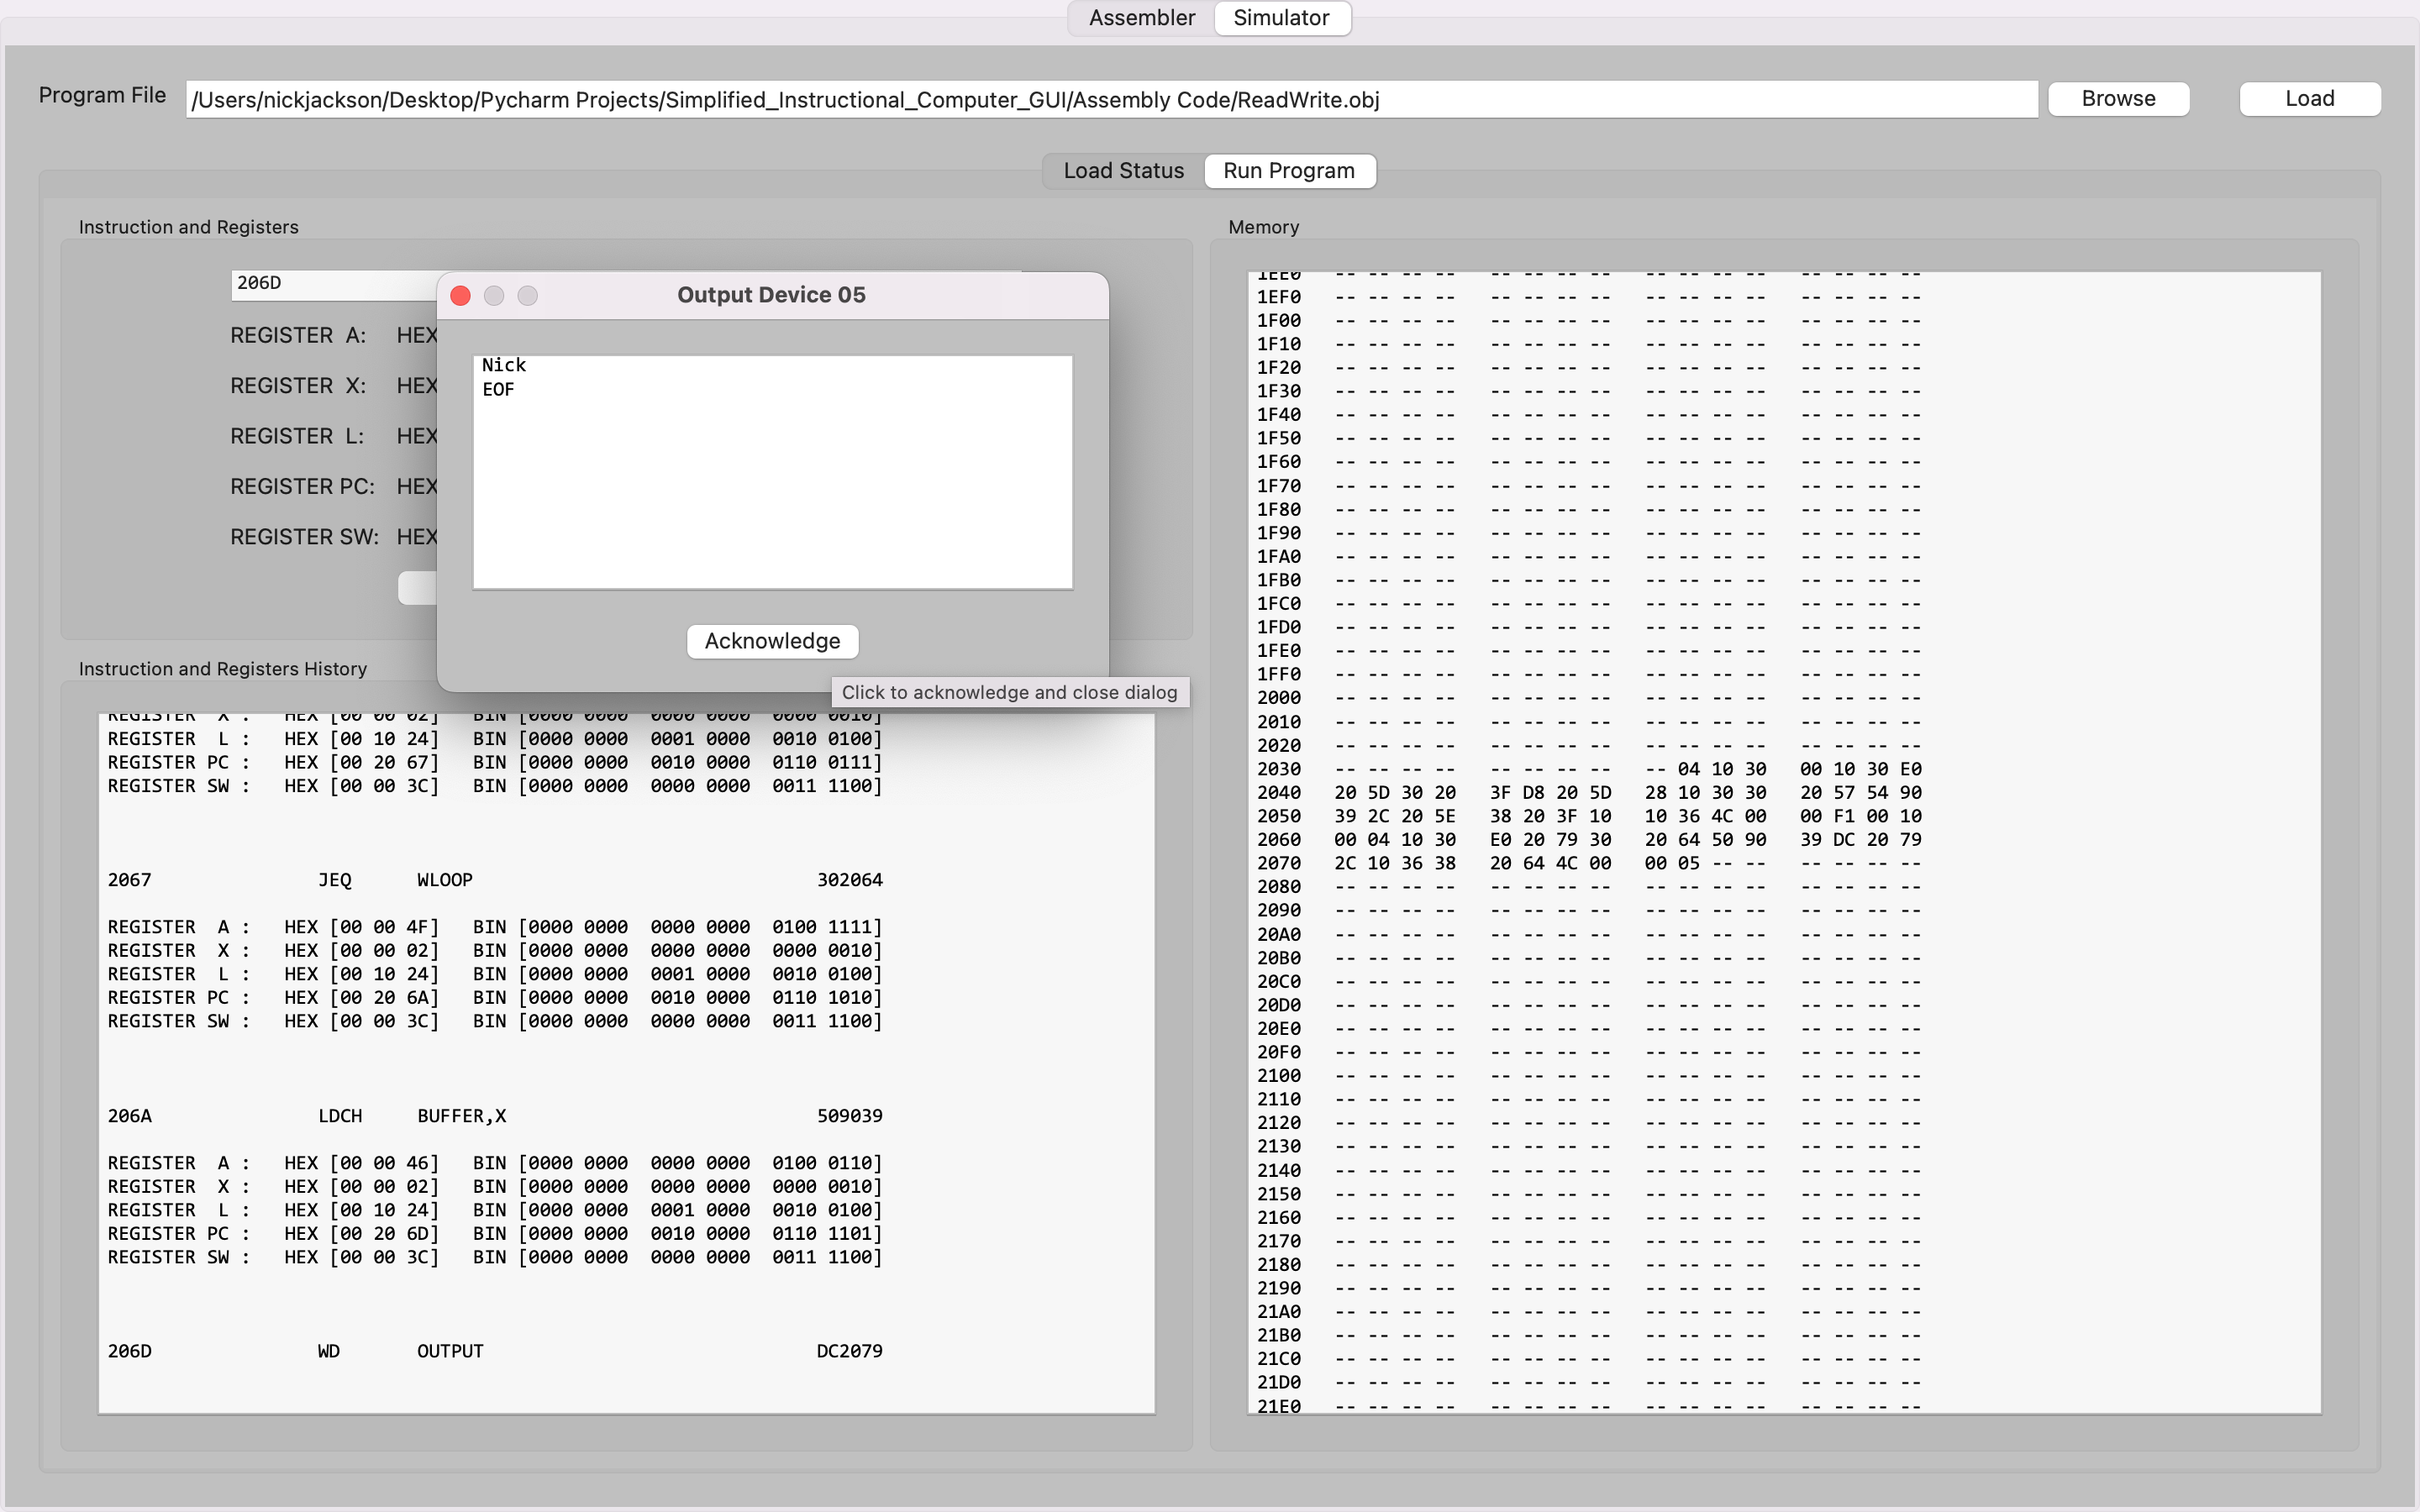 Assembler Simulator
Program File /Users/nickjackson/Desktop/Pycharm Projects/Simplified_Instructional_Computer_GUI/Assembly Code/ReadWrite.obj Browse Load
Load Status Run Program
Instruction and Registers
206D
REGISTER A: HEX
REGISTER X: HEX
REGISTER L: HEX
REGISTER PC: HEX
REGISTER SW: HEX
Output Device 05
Nick
EOF
Acknowledge
Click to acknowledge and close dialog
Instruction and Registers History
REGISTER X : HEX [00 00 02] BIN [0000 0000 0000 0000 0000 0010]
REGISTER L : HEX [00 10 24] BIN [0000 0000 0001 0000 0010 0100]
REGISTER PC : HEX [00 20 67] BIN [0000 0000 0010 0000 0110 0111]
REGISTER SW : HEX [00 00 3C] BIN [0000 0000 0000 0000 0011 1100]
2067 JEQ WLOOP 302064
REGISTER A : HEX [00 00 4F] BIN [0000 0000 0000 0000 0100 1111]
REGISTER X : HEX [00 00 02] BIN [0000 0000 0000 0000 0000 0010]
REGISTER L : HEX [00 10 24] BIN [0000 0000 0001 0000 0010 0100]
REGISTER PC : HEX [00 20 6A] BIN [0000 0000 0010 0000 0110 1010]
REGISTER SW : HEX [00 00 3C] BIN [0000 0000 0000 0000 0011 1100]
206A LDCH BUFFER,X 509039
REGISTER A : HEX [00 00 46] BIN [0000 0000 0000 0000 0100 0110]
REGISTER X : HEX [00 00 02] BIN [0000 0000 0000 0000 0000 0010]
REGISTER L : HEX [00 10 24] BIN [0000 0000 0001 0000 0010 0100]
REGISTER PC : HEX [00 20 6D] BIN [0000 0000 0010 0000 0110 1101]
REGISTER SW : HEX [00 00 3C] BIN [0000 0000 0000 0000 0011 1100]
206D WD OUTPUT DC2079
Memory
1EE0 -- -- -- -- -- -- -- -- -- -- -- -- -- -- -- --
1EF0 -- -- -- -- -- -- -- -- -- -- -- -- -- -- -- --
1F00 -- -- -- -- -- -- -- -- -- -- -- -- -- -- -- --
1F10 -- -- -- -- -- -- -- -- -- -- -- -- -- -- -- --
1F20 -- -- -- -- -- -- -- -- -- -- -- -- -- -- -- --
1F30 -- -- -- -- -- -- -- -- -- -- -- -- -- -- -- --
1F40 -- -- -- -- -- -- -- -- -- -- -- -- -- -- -- --
1F50 -- -- -- -- -- -- -- -- -- -- -- -- -- -- -- --
1F60 -- -- -- -- -- -- -- -- -- -- -- -- -- -- -- --
1F70 -- -- -- -- -- -- -- -- -- -- -- -- -- -- -- --
1F80 -- -- -- -- -- -- -- -- -- -- -- -- -- -- -- --
1F90 -- -- -- -- -- -- -- -- -- -- -- -- -- -- -- --
1FA0 -- -- -- -- -- -- -- -- -- -- -- -- -- -- -- --
1FB0 -- -- -- -- -- -- -- -- -- -- -- -- -- -- -- --
1FC0 -- -- -- -- -- -- -- -- -- -- -- -- -- -- -- --
1FD0 -- -- -- -- -- -- -- -- -- -- -- -- -- -- -- --
1FE0 -- -- -- -- -- -- -- -- -- -- -- -- -- -- -- --
1FF0 -- -- -- -- -- -- -- -- -- -- -- -- -- -- -- --
2000 -- -- -- -- -- -- -- -- -- -- -- -- -- -- -- --
2010 -- -- -- -- -- -- -- -- -- -- -- -- -- -- -- --
2020 -- -- -- -- -- -- -- -- -- -- -- -- -- -- -- --
2030 -- -- -- -- -- -- -- -- -- 04 10 30 00 10 30 E0
2040 20 5D 30 20 3F D8 20 5D 28 10 30 30 20 57 54 90
2050 39 2C 20 5E 38 20 3F 10 10 36 4C 00 00 F1 00 10
2060 00 04 10 30 E0 20 79 30 20 64 50 90 39 DC 20 79
2070 2C 10 36 38 20 64 4C 00 00 05 -- -- -- -- -- --
2080 -- -- -- -- -- -- -- -- -- -- -- -- -- -- -- --
2090 -- -- -- -- -- -- -- -- -- -- -- -- -- -- -- --
20A0 -- -- -- -- -- -- -- -- -- -- -- -- -- -- -- --
20B0 -- -- -- -- -- -- -- -- -- -- -- -- -- -- -- --
20C0 -- -- -- -- -- -- -- -- -- -- -- -- -- -- -- --
20D0 -- -- -- -- -- -- -- -- -- -- -- -- -- -- -- --
20E0 -- -- -- -- -- -- -- -- -- -- -- -- -- -- -- --
20F0 -- -- -- -- -- -- -- -- -- -- -- -- -- -- -- --
2100 -- -- -- -- -- -- -- -- -- -- -- -- -- -- -- --
2110 -- -- -- -- -- -- -- -- -- -- -- -- -- -- -- --
2120 -- -- -- -- -- -- -- -- -- -- -- -- -- -- -- --
2130 -- -- -- -- -- -- -- -- -- -- -- -- -- -- -- --
2140 -- -- -- -- -- -- -- -- -- -- -- -- -- -- -- --
2150 -- -- -- -- -- -- -- -- -- -- -- -- -- -- -- --
2160 -- -- -- -- -- -- -- -- -- -- -- -- -- -- -- --
2170 -- -- -- -- -- -- -- -- -- -- -- -- -- -- -- --
2180 -- -- -- -- -- -- -- -- -- -- -- -- -- -- -- --
2190 -- -- -- -- -- -- -- -- -- -- -- -- -- -- -- --
21A0 -- -- -- -- -- -- -- -- -- -- -- -- -- -- -- --
21B0 -- -- -- -- -- -- -- -- -- -- -- -- -- -- -- --
21C0 -- -- -- -- -- -- -- -- -- -- -- -- -- -- -- --
21D0 -- -- -- -- -- -- -- -- -- -- -- -- -- -- -- --
21E0 -- -- -- -- -- -- -- -- -- -- -- -- -- -- -- --